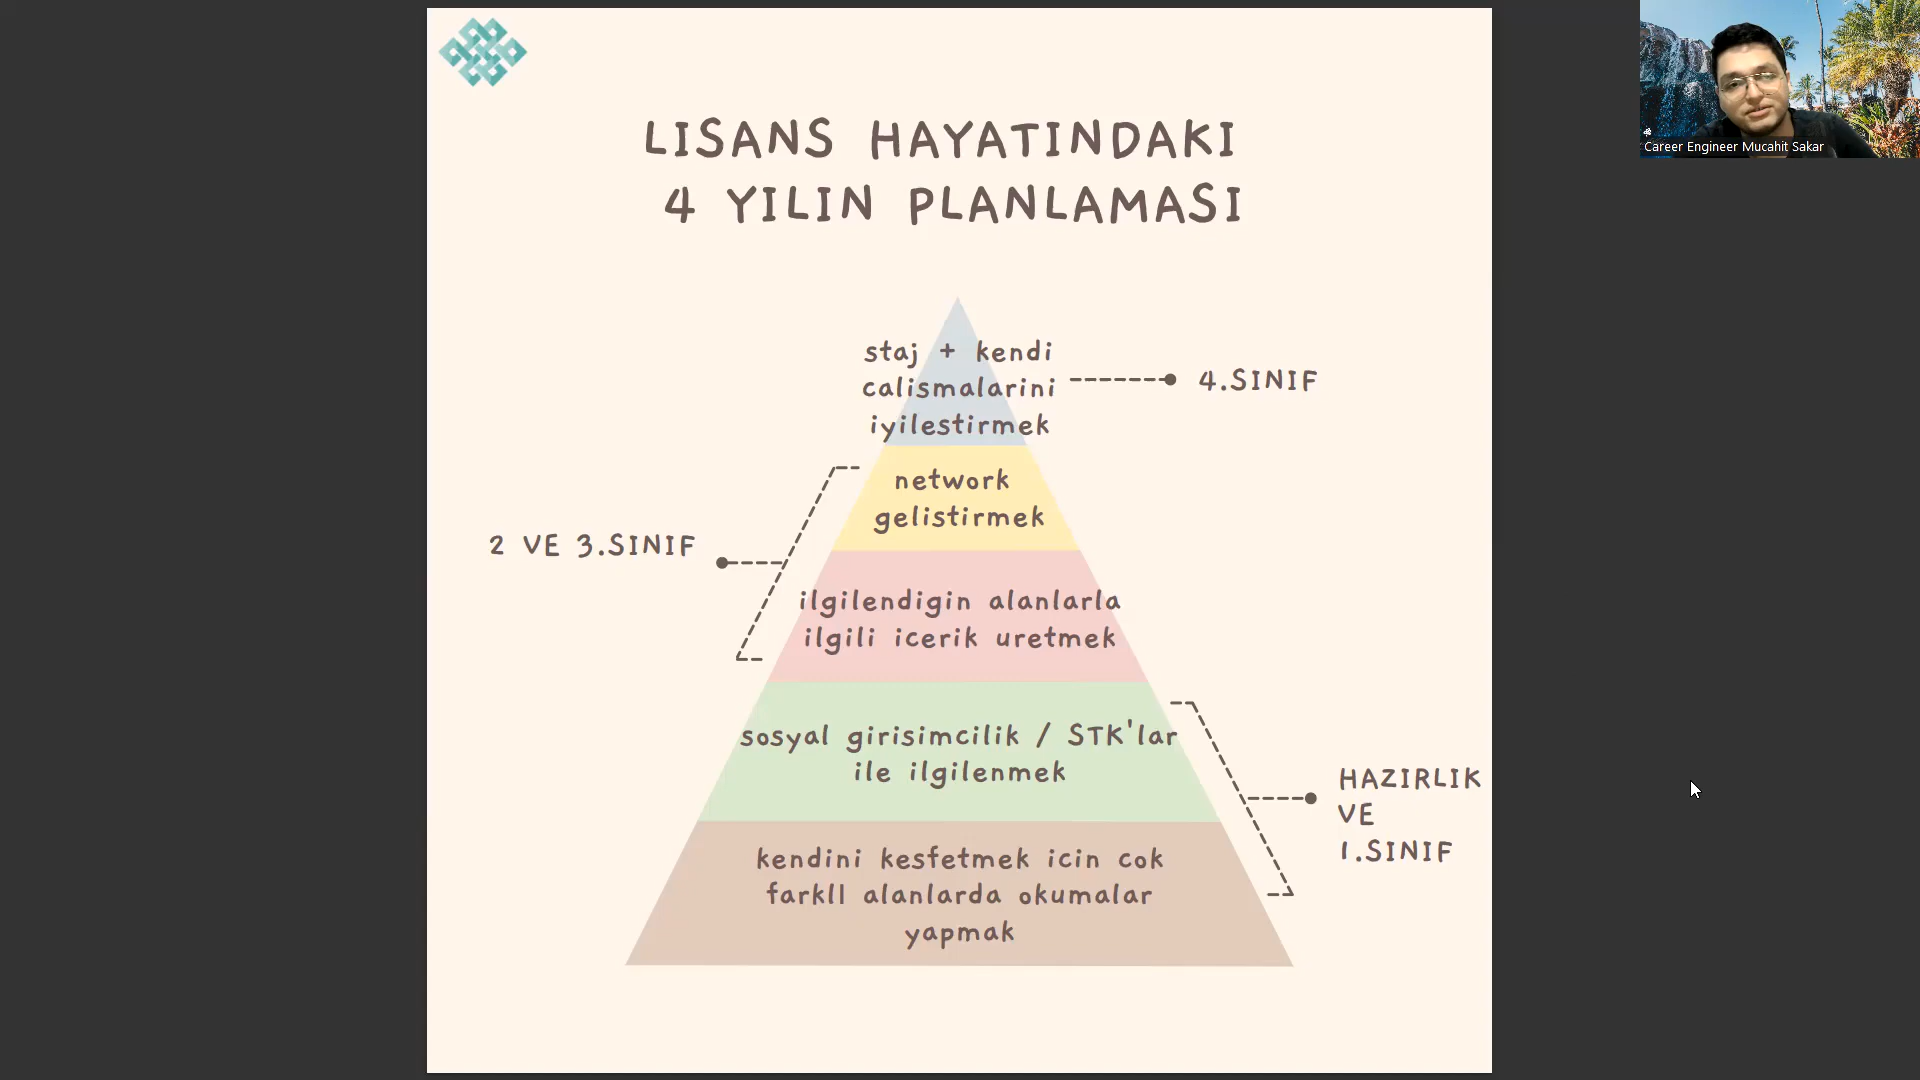 LISANS HAYATINDAKI
4 YILIN PLANLAMASI
staj + kendi
calismalarini
iyilestirmek
4.SINIF
network
gelistirmek
2 VE 3.SINIF
ilgilendigin alanlarla
ilgili icerik uretmek
sosyal girisimcilik / STK'lar
ile ilgilenmek
HAZIRLIK
VE
1.SINIF
kendini kesfetmek icin cok
farklI alanlarda okumalar
yapmak
Career Engineer Mucahit Sakar